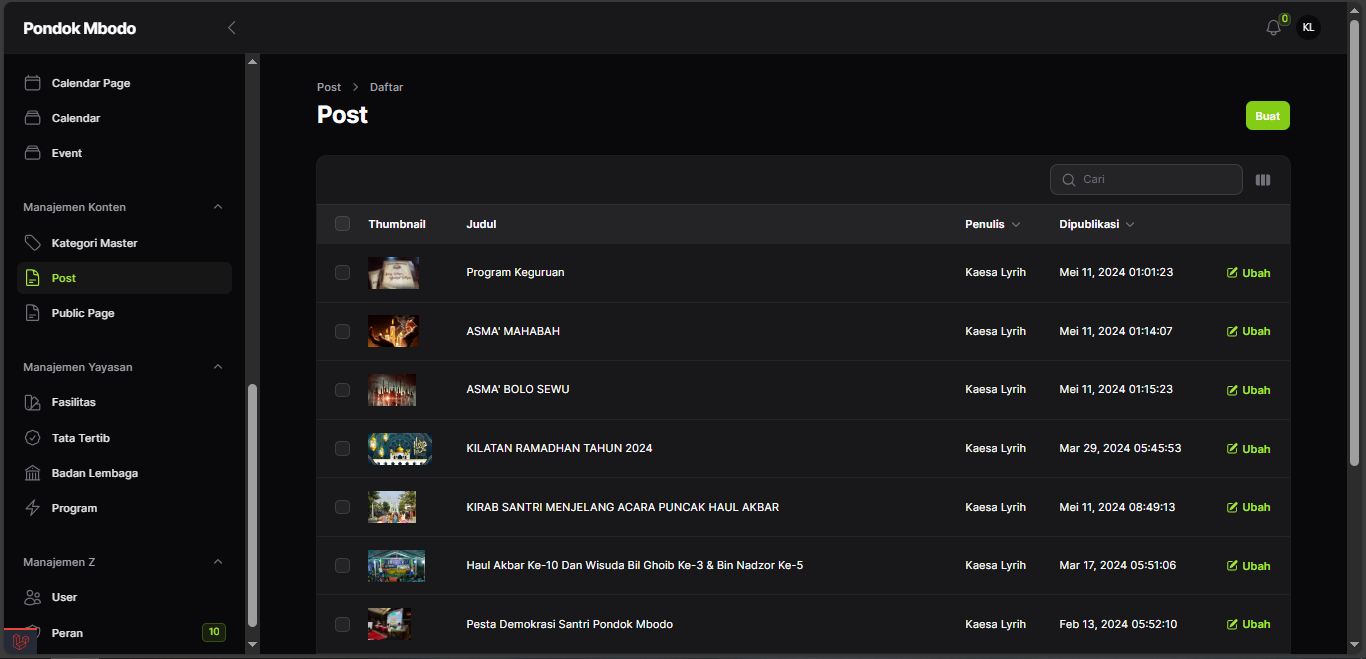 Pondok Mbodo
0
KL
Calendar Page
Calendar
Event
Manajemen Konten
Kategori Master
Post
Public Page
Manajemen Yayasan
Fasilitas
Tata Tertib
Badan Lembaga
Program
Manajemen Z
User
Peran 10
Post > Daftar
Post
Buat
Cari
Thumbnail Judul Penulis Dipublikasi
Program Keguruan Kaesa Lyrih Mei 11, 2024 01:01:23 Ubah
ASMA' MAHABAH Kaesa Lyrih Mei 11, 2024 01:14:07 Ubah
ASMA' BOLO SEWU Kaesa Lyrih Mei 11, 2024 01:15:23 Ubah
KILATAN RAMADHAN TAHUN 2024 Kaesa Lyrih Mar 29, 2024 05:45:53 Ubah
KIRAB SANTRI MENJELANG ACARA PUNCAK HAUL AKBAR Kaesa Lyrih Mei 11, 2024 08:49:13 Ubah
Haul Akbar Ke-10 Dan Wisuda Bil Ghoib Ke-3 & Bin Nadzor Ke-5 Kaesa Lyrih Mar 17, 2024 05:51:06 Ubah
Pesta Demokrasi Santri Pondok Mbodo Kaesa Lyrih Feb 13, 2024 05:52:10 Ubah